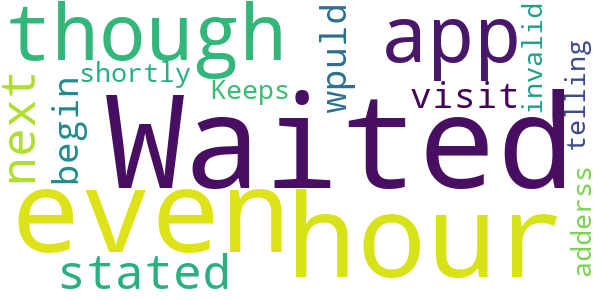 though
app
wpuld
invalid
next
begin
shortly
Keeps
visit
telling
Waited
even
hour
adderss
stated